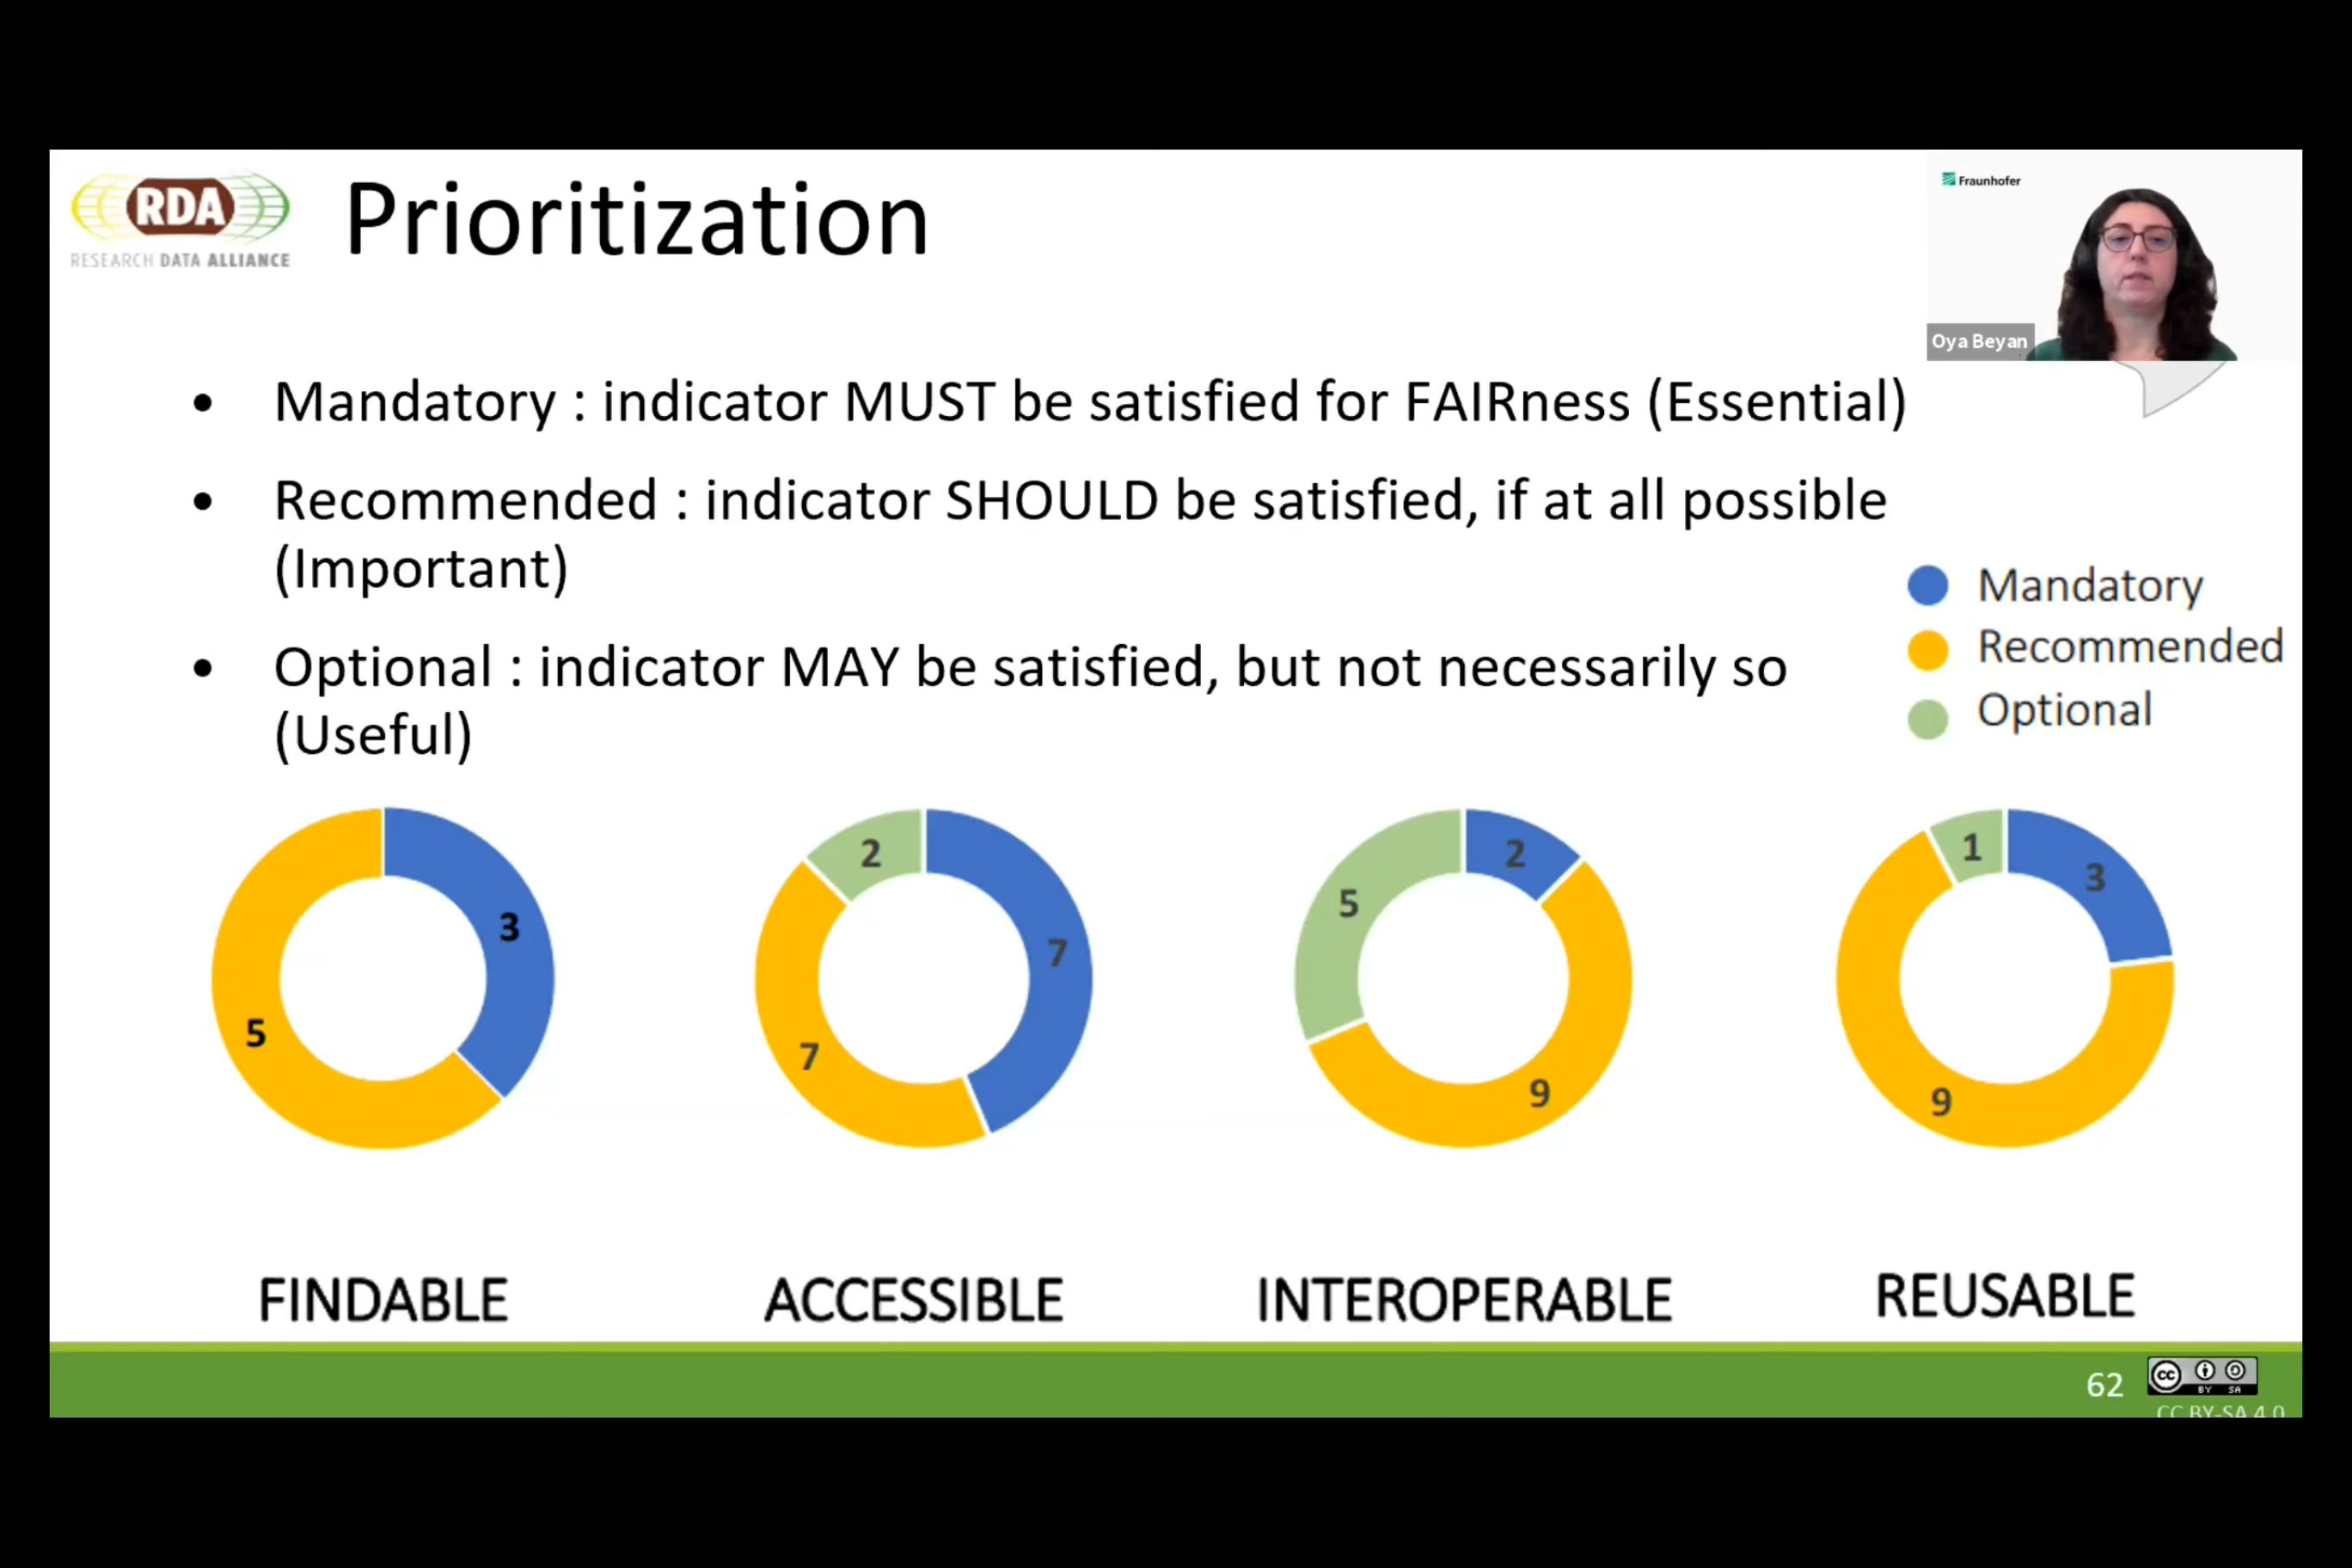 RDA
RESEARCH DATA ALLIANCE
Prioritization
Fraunhofer
Oya Beyan
• Mandatory : indicator MUST be satisfied for FAIRness (Essential)
• Recommended : indicator SHOULD be satisfied, if at all possible
(Important)
• Optional : indicator MAY be satisfied, but not necessarily so
(Useful)
Mandatory
Recommended
Optional
3
5
2
7
7
2
5
9
1
3
9
FINDABLE
ACCESSIBLE
INTEROPERABLE
REUSABLE
62
cc
BY SA
CC BY-SA 4.0